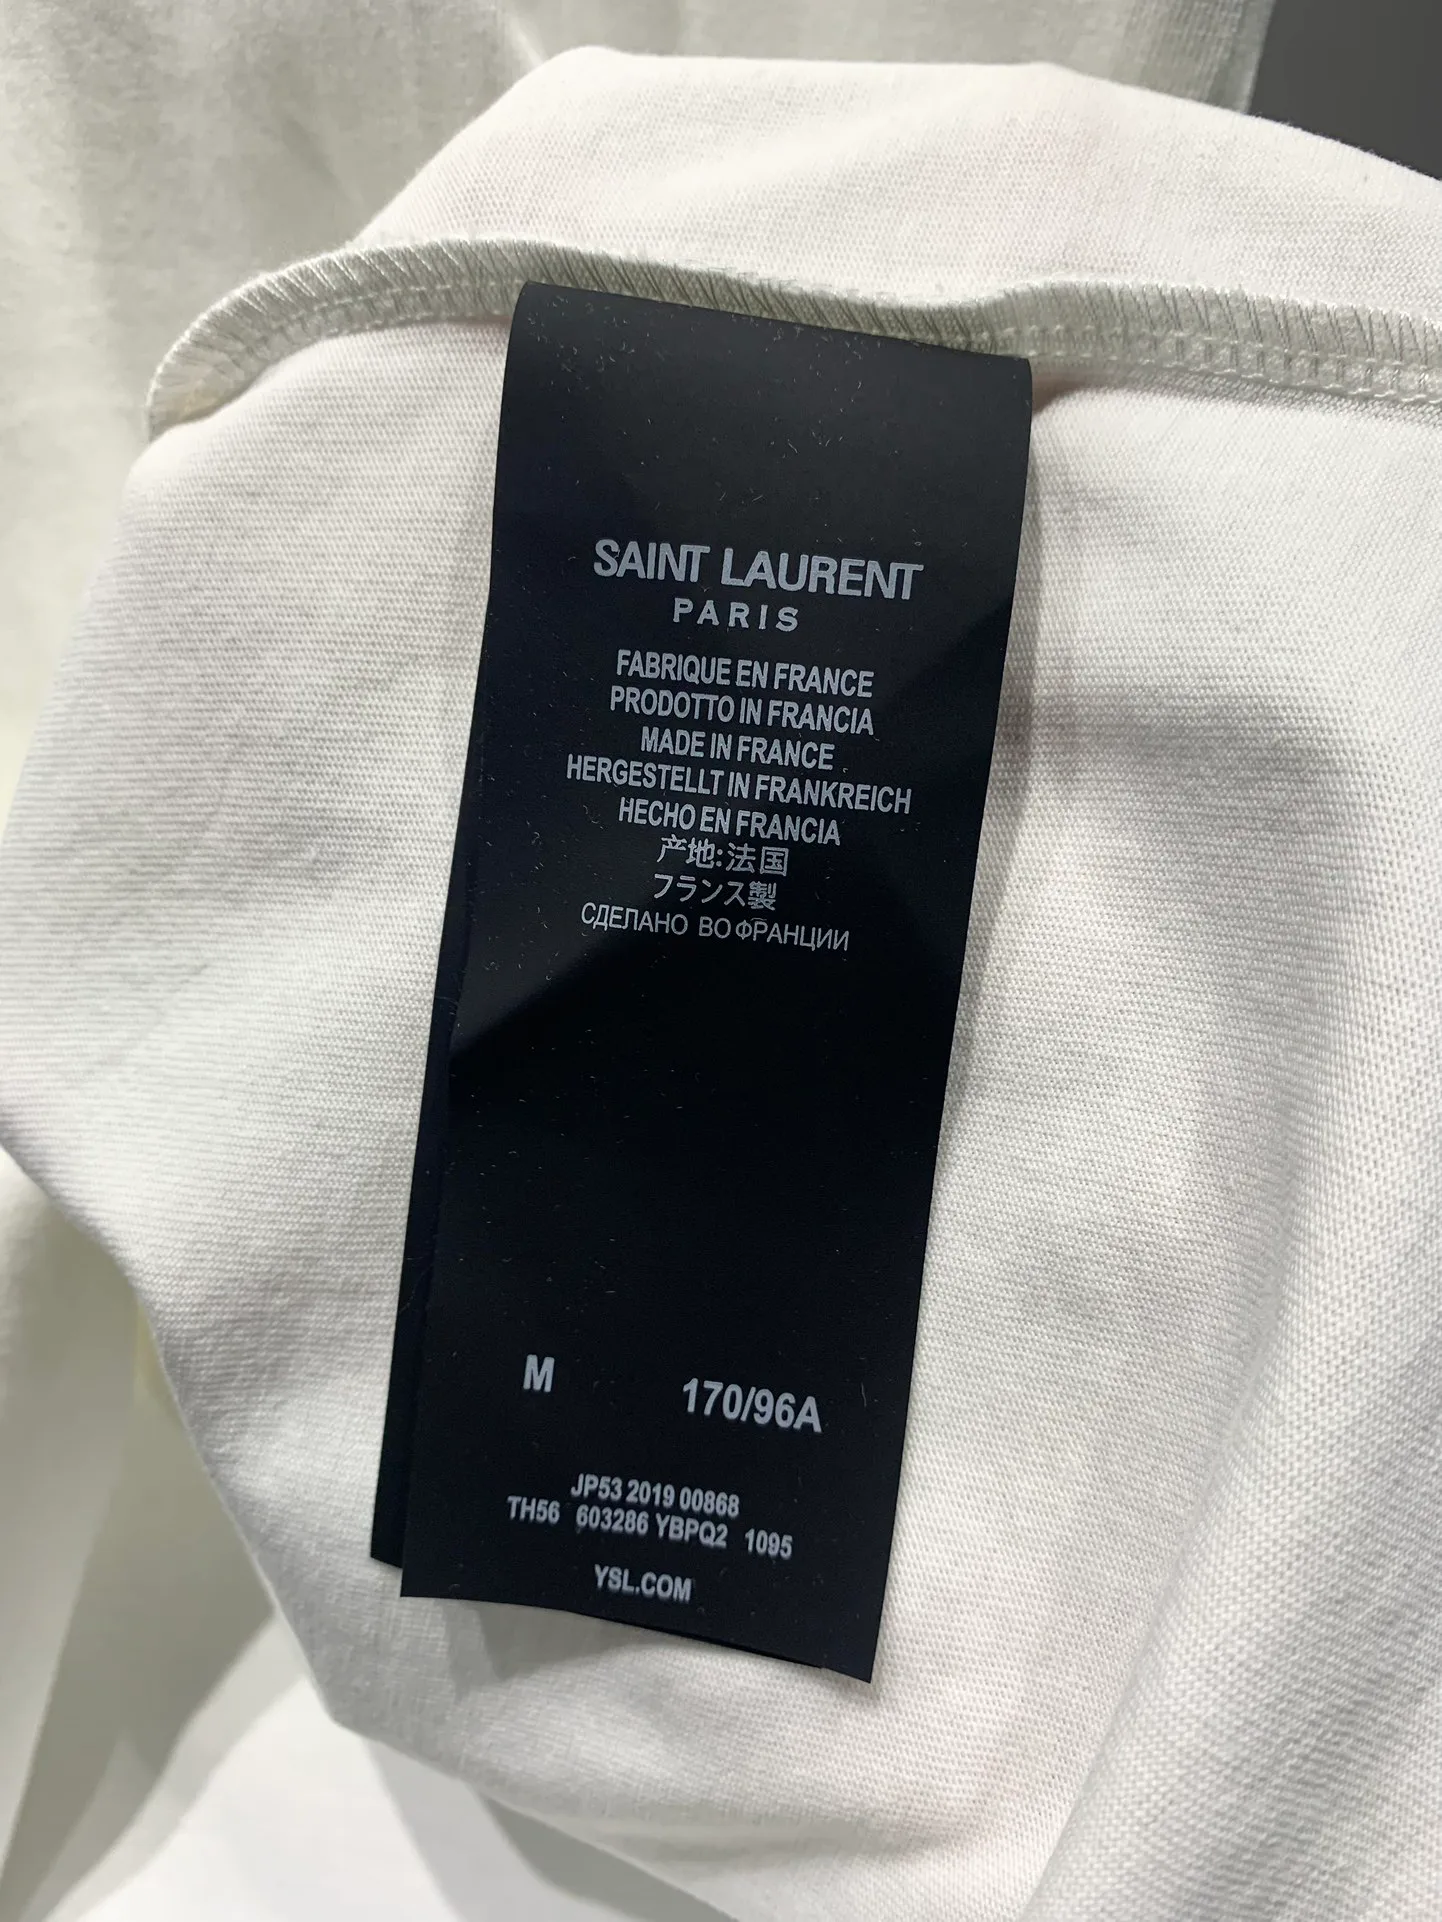 SAINT LAURENT
PARIS
FABRIQUE EN FRANCE
PRODOTTO IN FRANCIA
MADE IN FRANCE
HERGESTELLT IN FRANKREICH
HECHO EN FRANCIA
产地:法国
フランス製
СДЕЛАНО ВО ФРАНЦИИ
M 170/96A
JP53 2019 00868
TH56 603286 YBPQ2 1095
YSL.COM